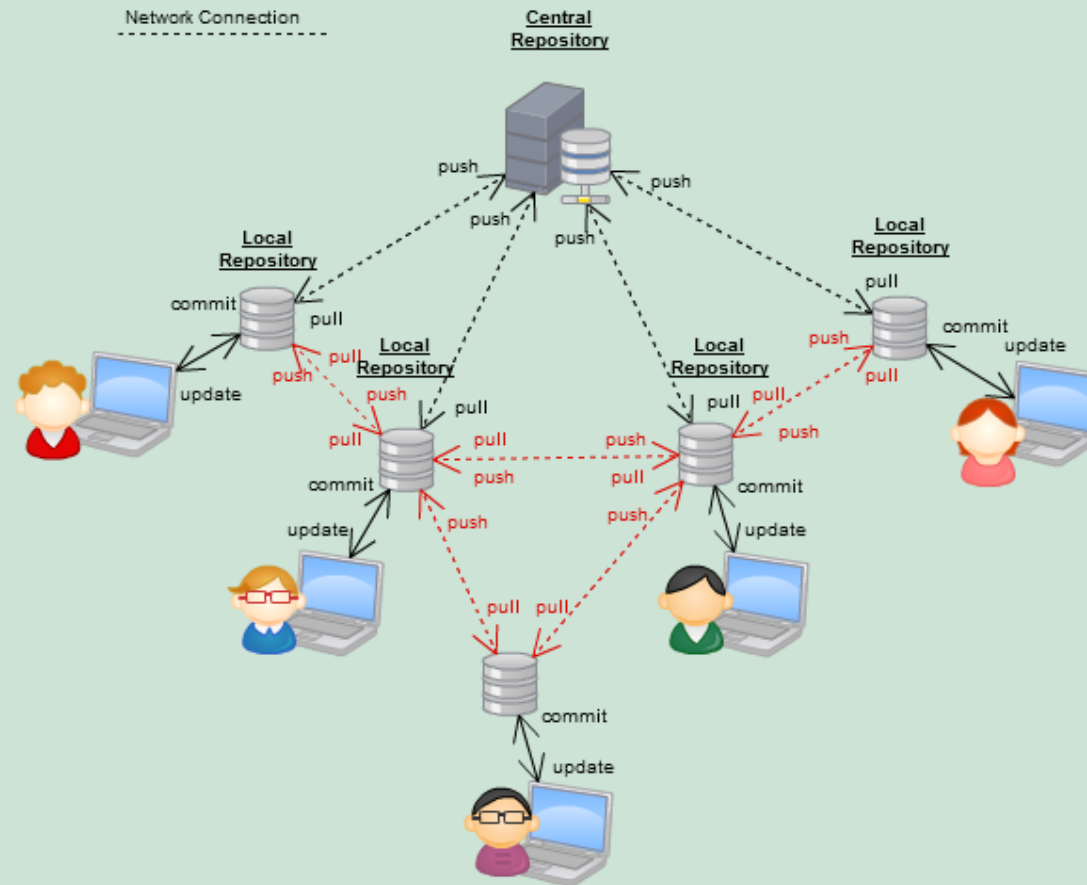 Network Connection
Central
Repository
push
push
push
push
Local
Repository
Local
Repository
commit
pull
pull
commit
update
update
pull
push
push
pull
Local
Repository
Local
Repository
push
pull
pull
pull
push
pull
pull
push
push
pull
commit
push
push
commit
update
update
pull
pull
commit
update